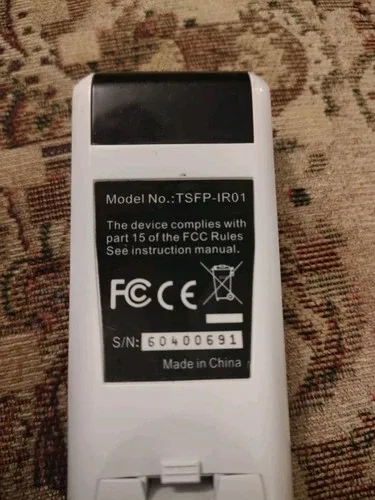 Model No.:TSFP-IR01
The device complies with
part 15 of the FCC Rules
See instruction manual.
FC CE
S/N: 60400691
Made in China